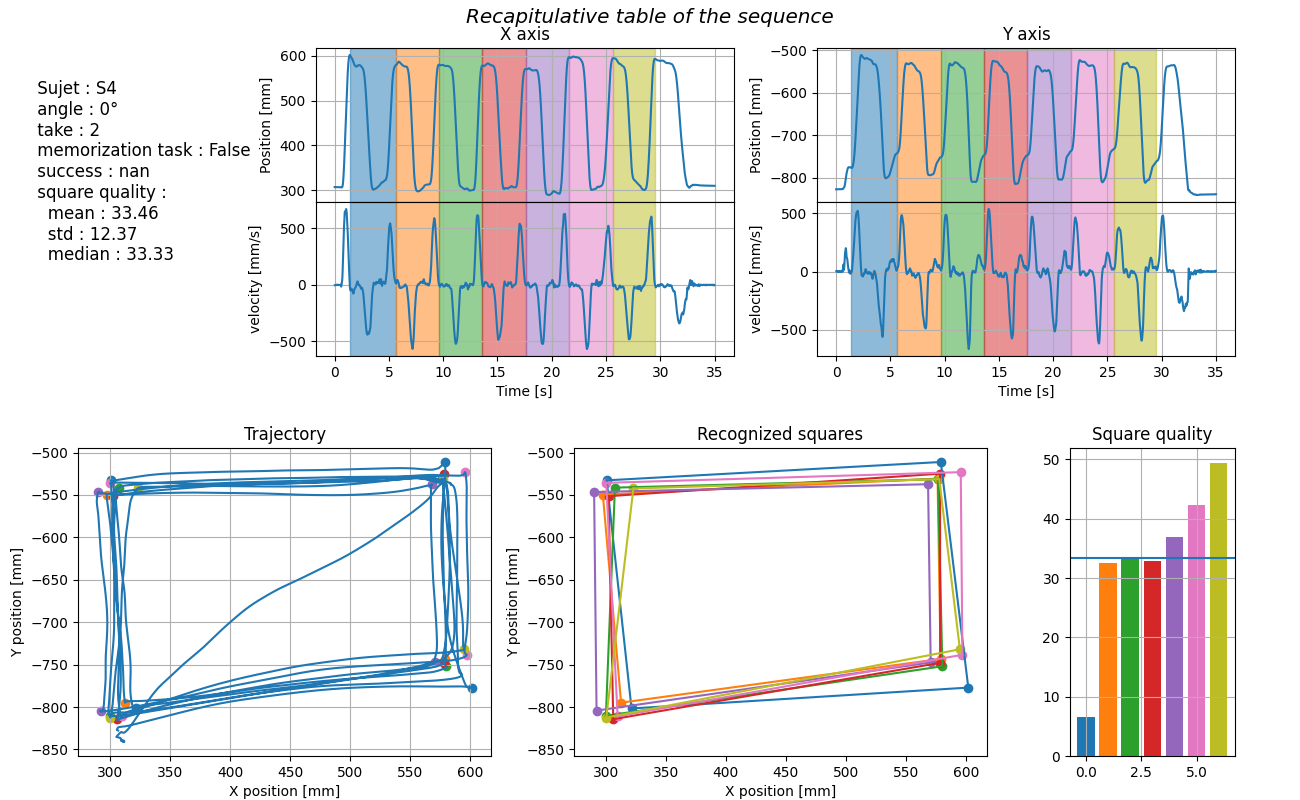 Recapitulative table of the sequence
Sujet : S4
angle : 0°
take : 2
memorization task : False
success : nan
square quality :
mean : 33.46
std : 12.37
median : 33.33
X axis
Position [mm]
600
500
400
300
velocity [mm/s]
500
0
−500
0 5 10 15 20 25 30 35
Time [s]
Y axis
Position [mm]
−500
−600
−700
−800
velocity [mm/s]
500
0
−500
0 5 10 15 20 25 30 35
Time [s]
Trajectory
Y position [mm]
−500
−550
−600
−650
−700
−750
−800
−850
300 350 400 450 500 550 600
X position [mm]
Recognized squares
Y position [mm]
−500
−550
−600
−650
−700
−750
−800
−850
300 350 400 450 500 550 600
X position [mm]
Square quality
50
40
30
20
10
0
0.0 2.5 5.0